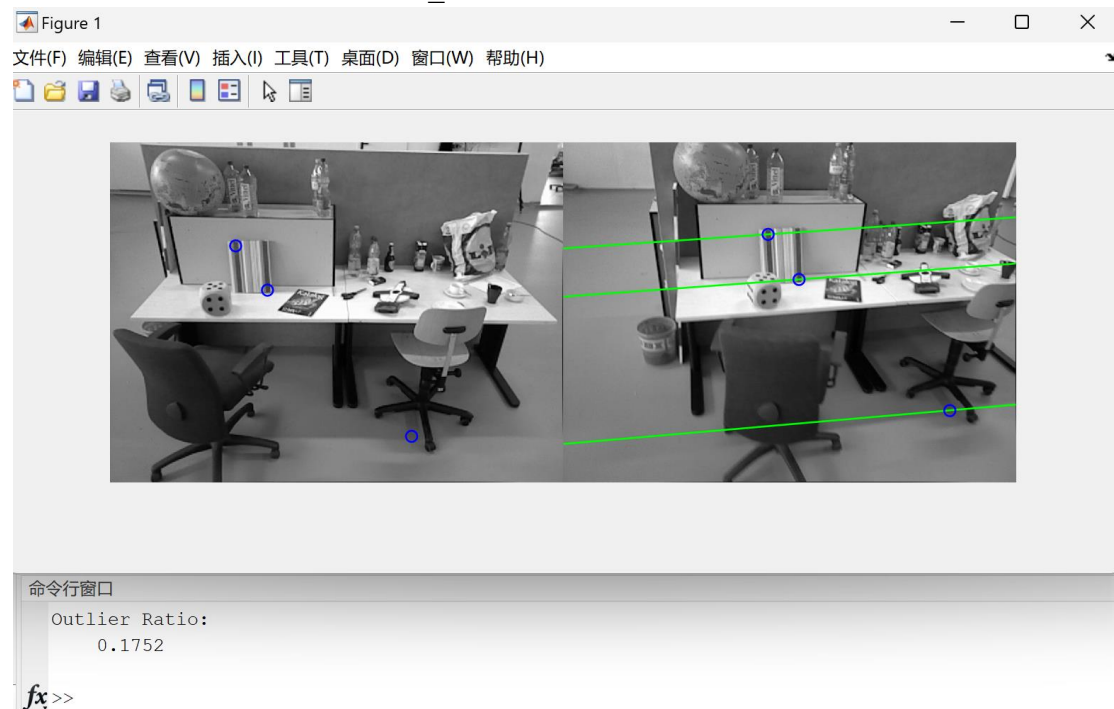 Figure 1
文件(F) 编辑(E) 查看(V) 插入(I) 工具(T) 桌面(D) 窗口(W) 帮助(H)
命令行窗口
Outlier Ratio:
0.1752
fx >>